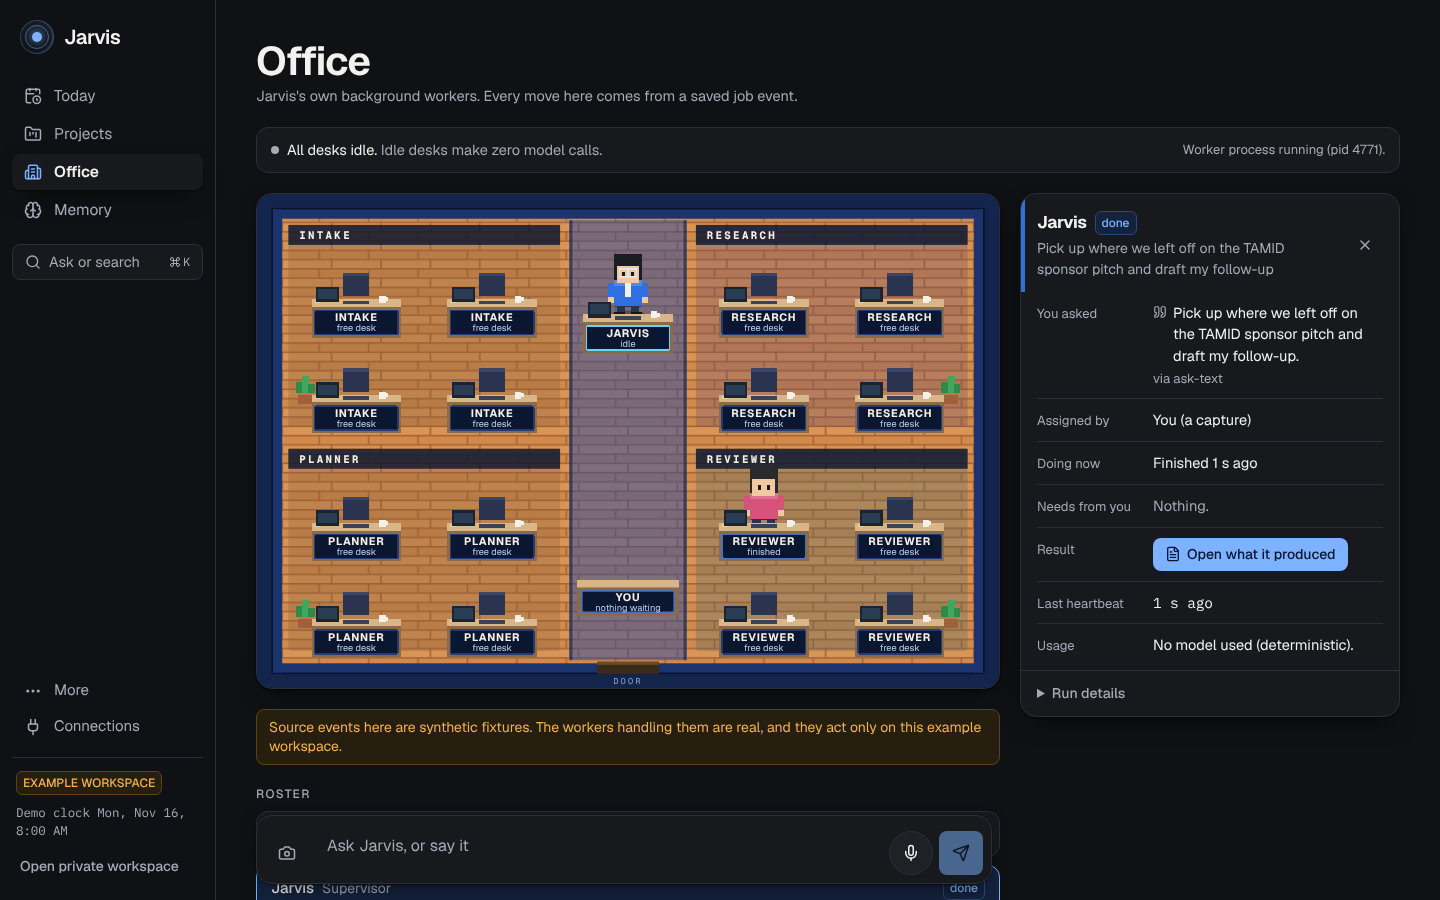 Jarvis
Today
Projects
Office
Memory
Ask or search ⌘K
More
Connections
EXAMPLE WORKSPACE
Demo clock Mon, Nov 16,
8:00 AM
Open private workspace
Office
Jarvis's own background workers. Every move here comes from a saved job event.
All desks idle. Idle desks make zero model calls.
Worker process running (pid 4771).
INTAKE
INTAKE
free desk
INTAKE
free desk
INTAKE
free desk
INTAKE
free desk
JARVIS
idle
RESEARCH
RESEARCH
free desk
RESEARCH
free desk
RESEARCH
free desk
RESEARCH
free desk
PLANNER
PLANNER
free desk
PLANNER
free desk
PLANNER
free desk
PLANNER
free desk
YOU
nothing waiting
REVIEWER
REVIEWER
finished
REVIEWER
free desk
REVIEWER
free desk
REVIEWER
free desk
DOOR
Source events here are synthetic fixtures. The workers handling them are real, and they act only on this example
workspace.
ROSTER
Ask Jarvis, or say it
Jarvis Supervisor
done
Jarvis done
Pick up where we left off on the TAMID
sponsor pitch and draft my follow-up
You asked
Pick up where we left off on
the TAMID sponsor pitch and
draft my follow-up.
via ask-text
Assigned by
You (a capture)
Doing now
Finished 1 s ago
Needs from you
Nothing.
Result
Open what it produced
Last heartbeat
1 s ago
Usage
No model used (deterministic).
Run details